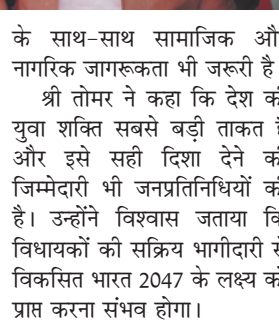 के साथ-साथ सामाजिक औ
नागरिक जागरूकता भी जरूरी है
श्री तोमर ने कहा कि देश की
युवा शक्ति सबसे बड़ी ताकत है
और इसे सही दिशा देने की
जिम्मेदारी भी जनप्रतिनिधियों की
है। उन्होंने विश्वास जताया कि
विधायकों की सक्रिय भागीदारी से
विकसित भारत 2047 के लक्ष्य को
प्राप्त करना संभव होगा।